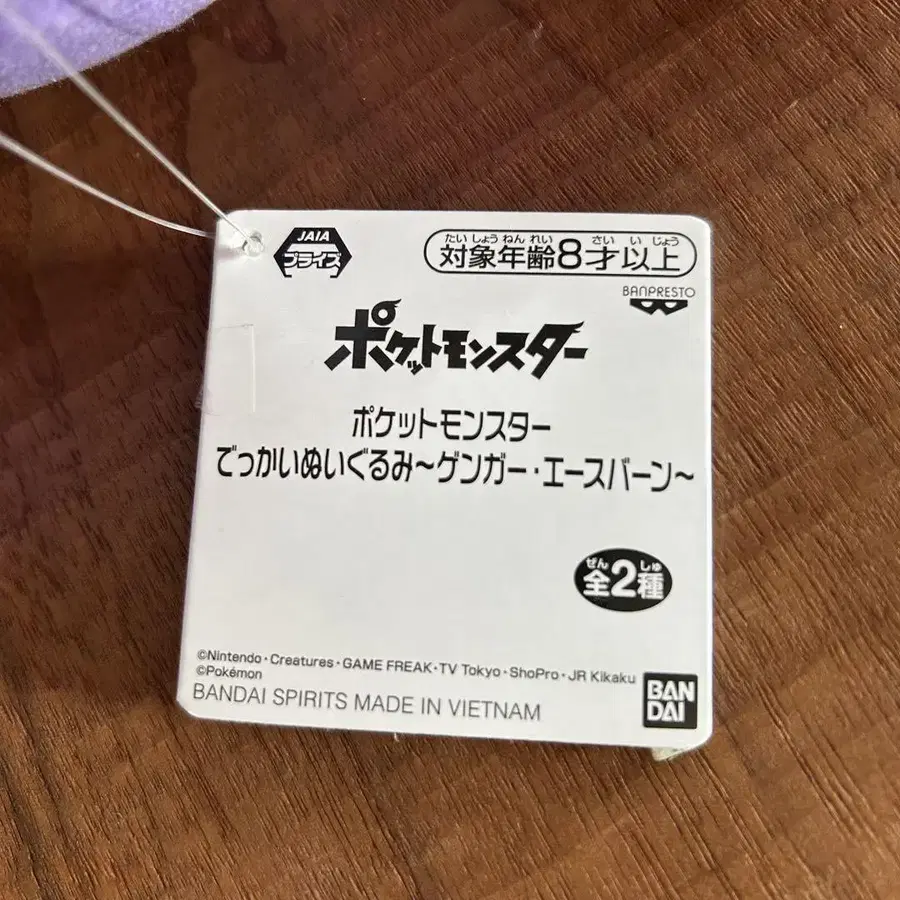 JAIA
プライズ
たいしょうねんれい さい いじょう
対象年齢8才以上
BANPRESTO
ポケットモンスター
ポケットモンスター
でっかいぬいぐるみ～ゲンガー・エースバーン～
ぜん しゅ
全2種
©Nintendo・Creatures・GAME FREAK・TV Tokyo・ShoPro・JR Kikaku
©Pokémon
BANDAI SPIRITS MADE IN VIETNAM
BAN
DAI